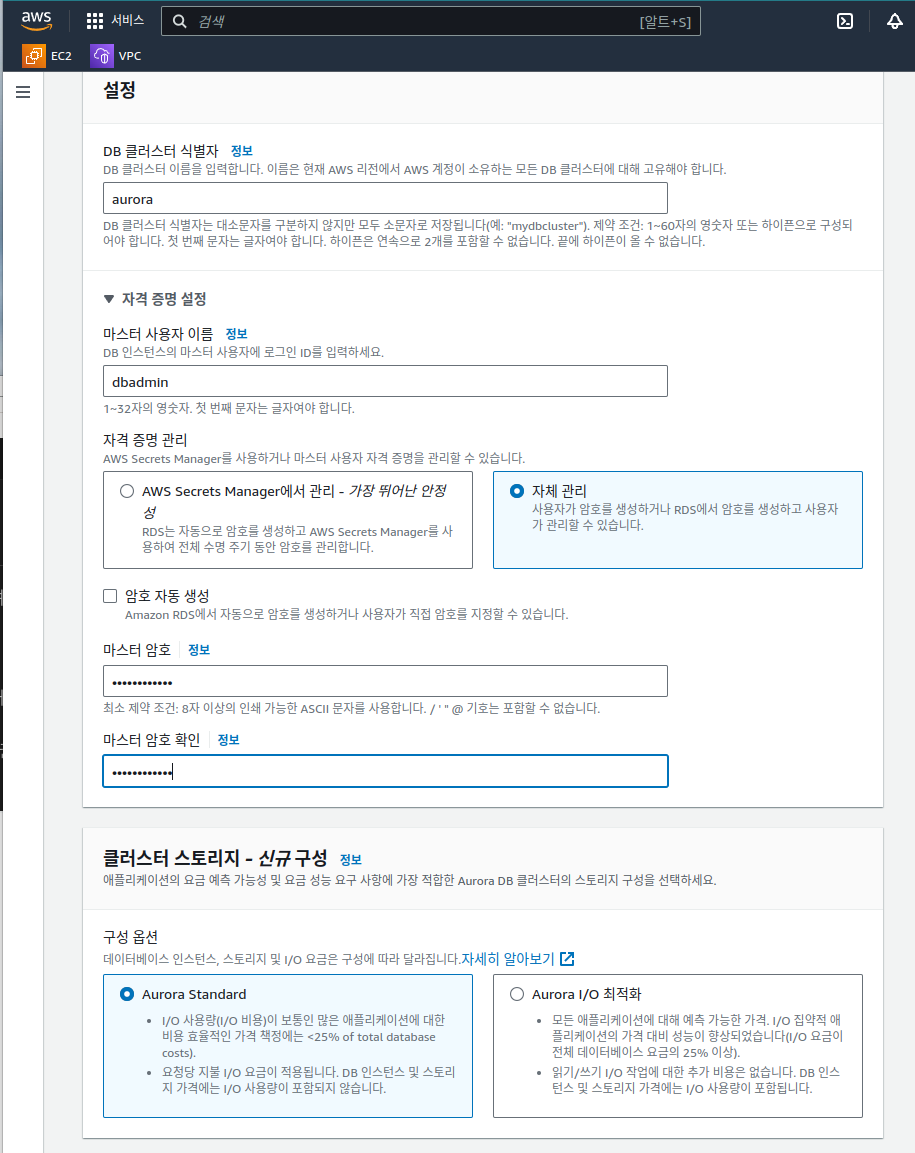 aws
서비스
검색
[알트+S]
EC2
VPC
설정
DB 클러스터 식별자 정보
DB 클러스터 이름을 입력합니다. 이름은 현재 AWS 리전에서 AWS 계정이 소유하는 모든 DB 클러스터에 대해 고유해야 합니다.
aurora
DB 클러스터 식별자는 대소문자를 구분하지 않지만 모두 소문자로 저장됩니다(예: "mydbcluster"). 제약 조건: 1~60자의 영숫자 또는 하이픈으로 구성되
어야 합니다. 첫 번째 문자는 글자여야 합니다. 하이픈은 연속으로 2개를 포함할 수 없습니다. 끝에 하이픈이 올 수 없습니다.
▼ 자격 증명 설정
마스터 사용자 이름 정보
DB 인스턴스의 마스터 사용자에 로그인 ID를 입력하세요.
dbadmin
1~32자의 영숫자. 첫 번째 문자는 글자여야 합니다.
자격 증명 관리
AWS Secrets Manager를 사용하거나 마스터 사용자 자격 증명을 관리할 수 있습니다.
AWS Secrets Manager에서 관리 - 가장 뛰어난 안정
성
RDS는 자동으로 암호를 생성하고 AWS Secrets Manager를 사
용하여 전체 수명 주기 동안 암호를 관리합니다.
자체 관리
사용자가 암호를 생성하거나 RDS에서 암호를 생성하고 사용자
가 관리할 수 있습니다.
암호 자동 생성
Amazon RDS에서 자동으로 암호를 생성하거나 사용자가 직접 암호를 지정할 수 있습니다.
마스터 암호 정보
••••••••••••
최소 제약 조건: 8자 이상의 인쇄 가능한 ASCII 문자를 사용합니다. / ' " @ 기호는 포함할 수 없습니다.
마스터 암호 확인 정보
••••••••••••
클러스터 스토리지 - 신규 구성 정보
애플리케이션의 요금 예측 가능성 및 요금 성능 요구 사항에 가장 적합한 Aurora DB 클러스터의 스토리지 구성을 선택하세요.
구성 옵션
데이터베이스 인스턴스, 스토리지 및 I/O 요금은 구성에 따라 달라집니다.자세히 알아보기
Aurora Standard
• I/O 사용량(I/O 비용)이 보통인 많은 애플리케이션에 대한
비용 효율적인 가격 책정에는 <25% of total database
costs).
• 요청당 지불 I/O 요금이 적용됩니다. DB 인스턴스 및 스토리
지 가격에는 I/O 사용량이 포함되지 않습니다.
Aurora I/O 최적화
• 모든 애플리케이션에 대해 예측 가능한 가격. I/O 집약적 애
플리케이션의 가격 대비 성능이 향상되었습니다(I/O 요금이
전체 데이터베이스 요금의 25% 이상).
• 읽기/쓰기 I/O 작업에 대한 추가 비용은 없습니다. DB 인스
턴스 및 스토리지 가격에는 I/O 사용량이 포함됩니다.